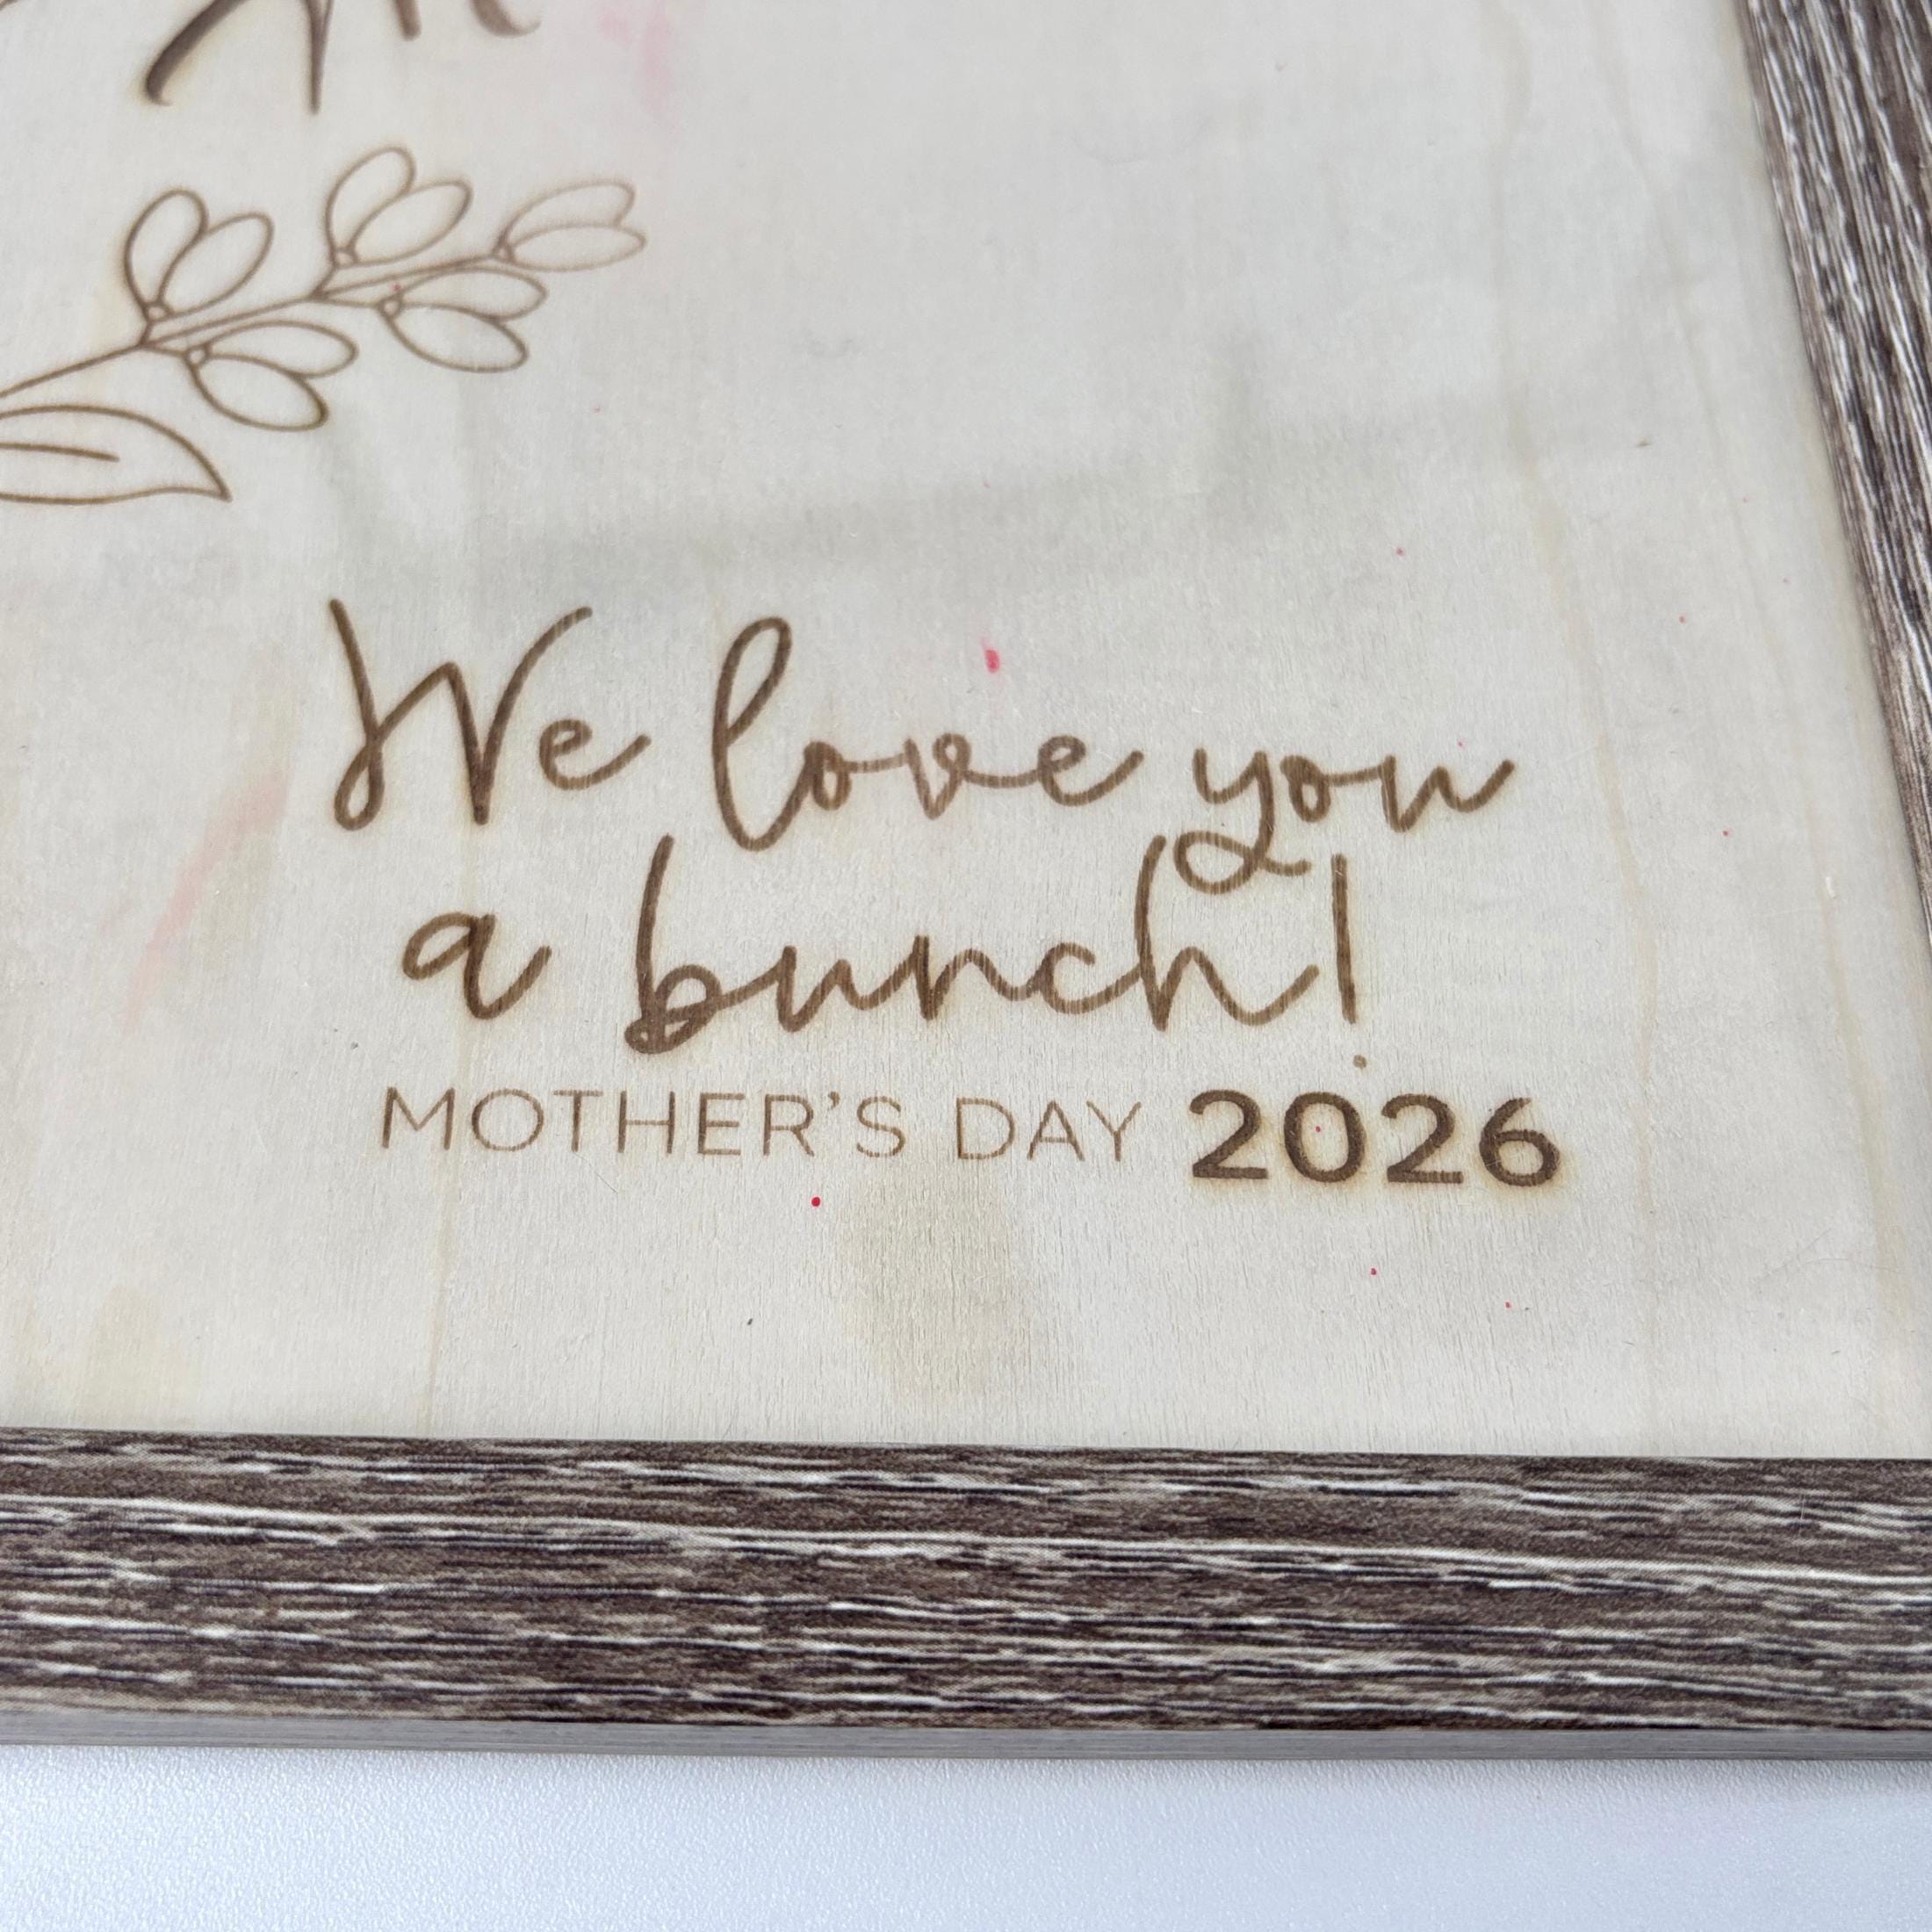 We love you
a bunch!
MOTHER'S DAY 2026